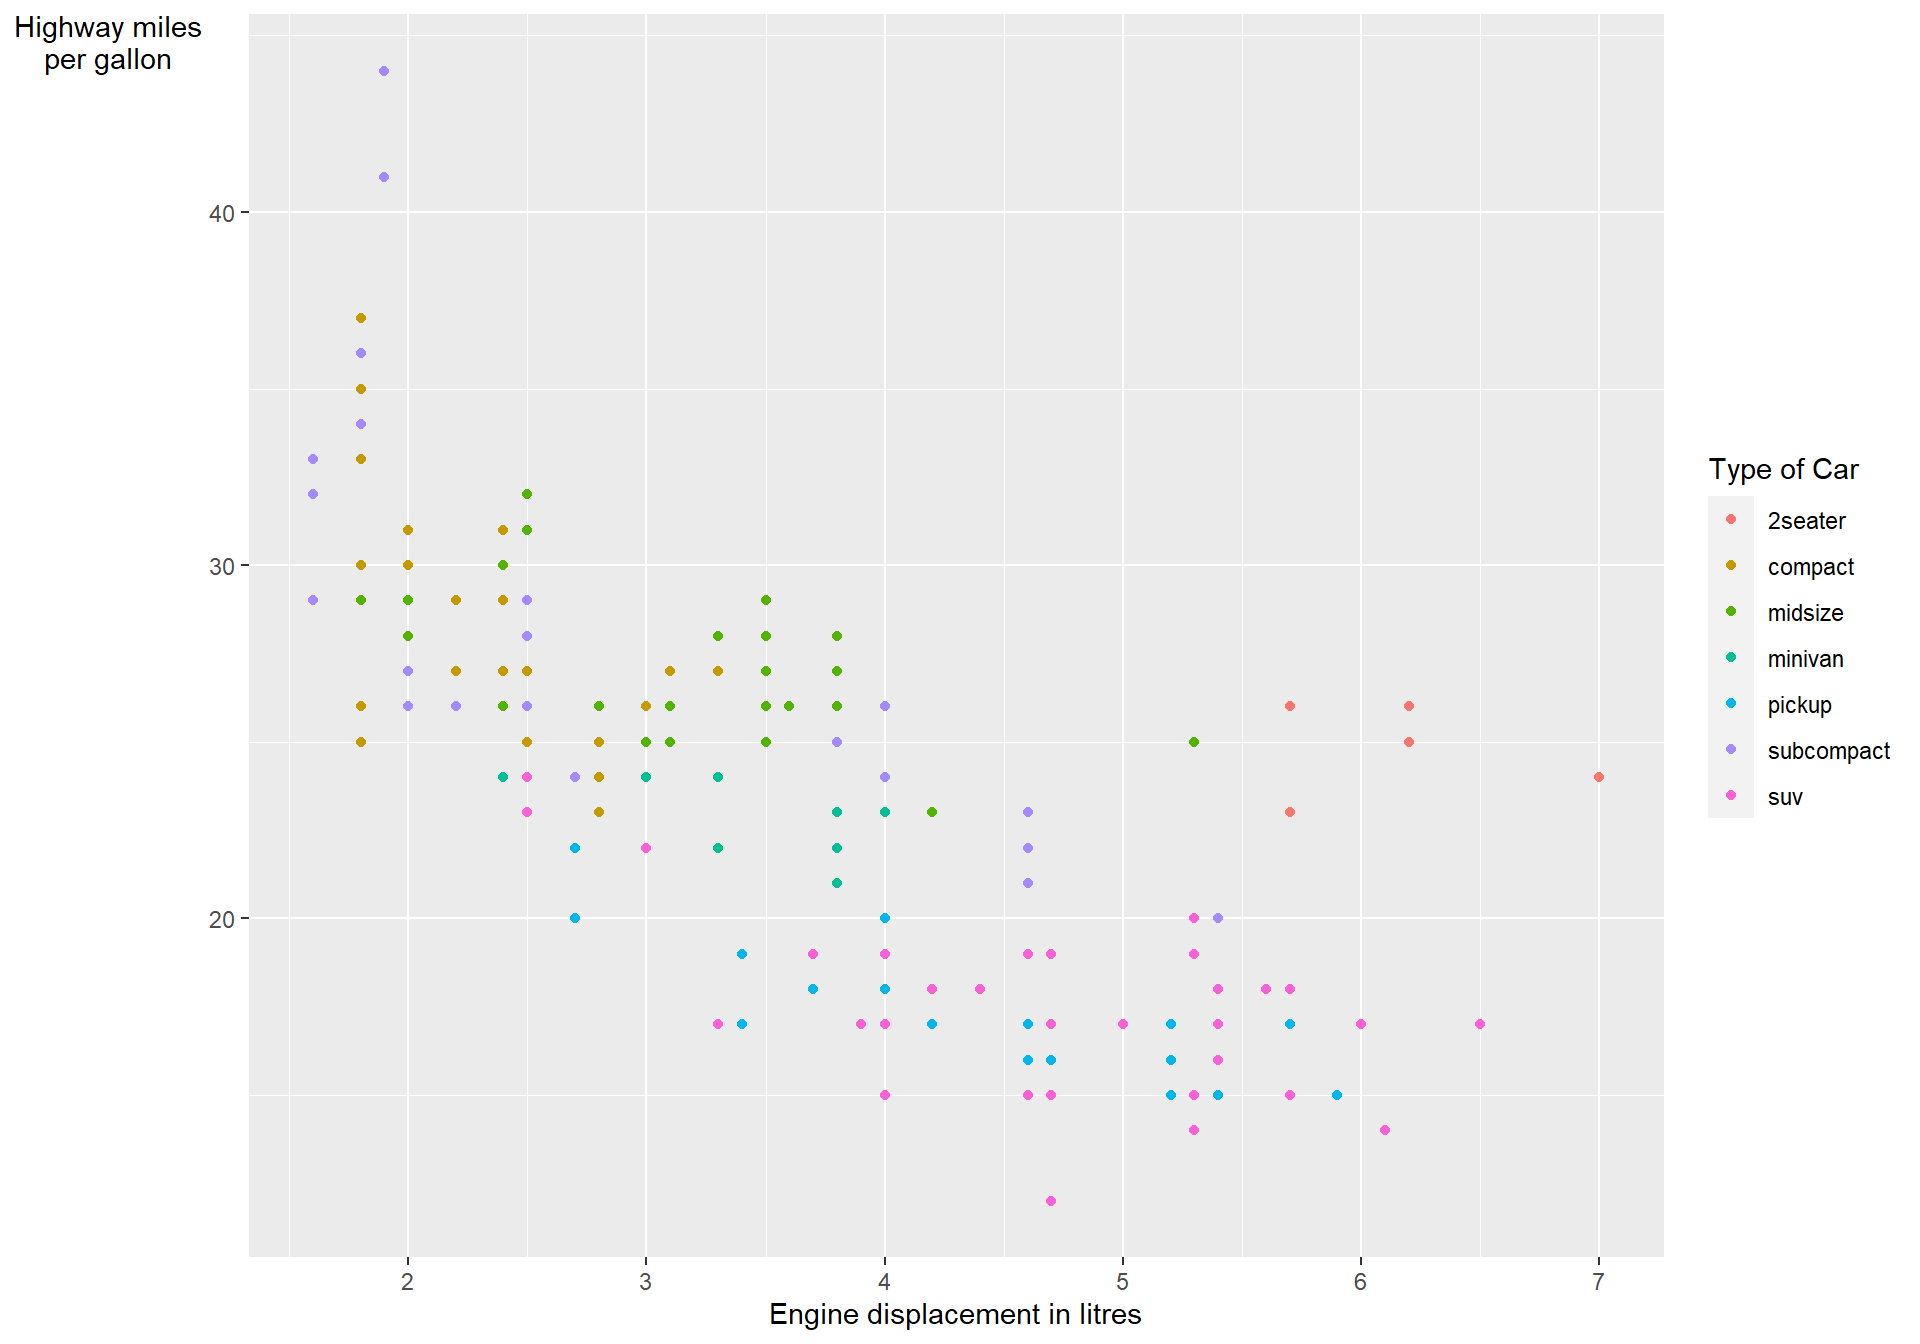 Highway miles
per gallon
40
30
20
2
3
4
5
6
7
Engine displacement in litres
Type of Car
2seater
compact
midsize
minivan
pickup
subcompact
suv